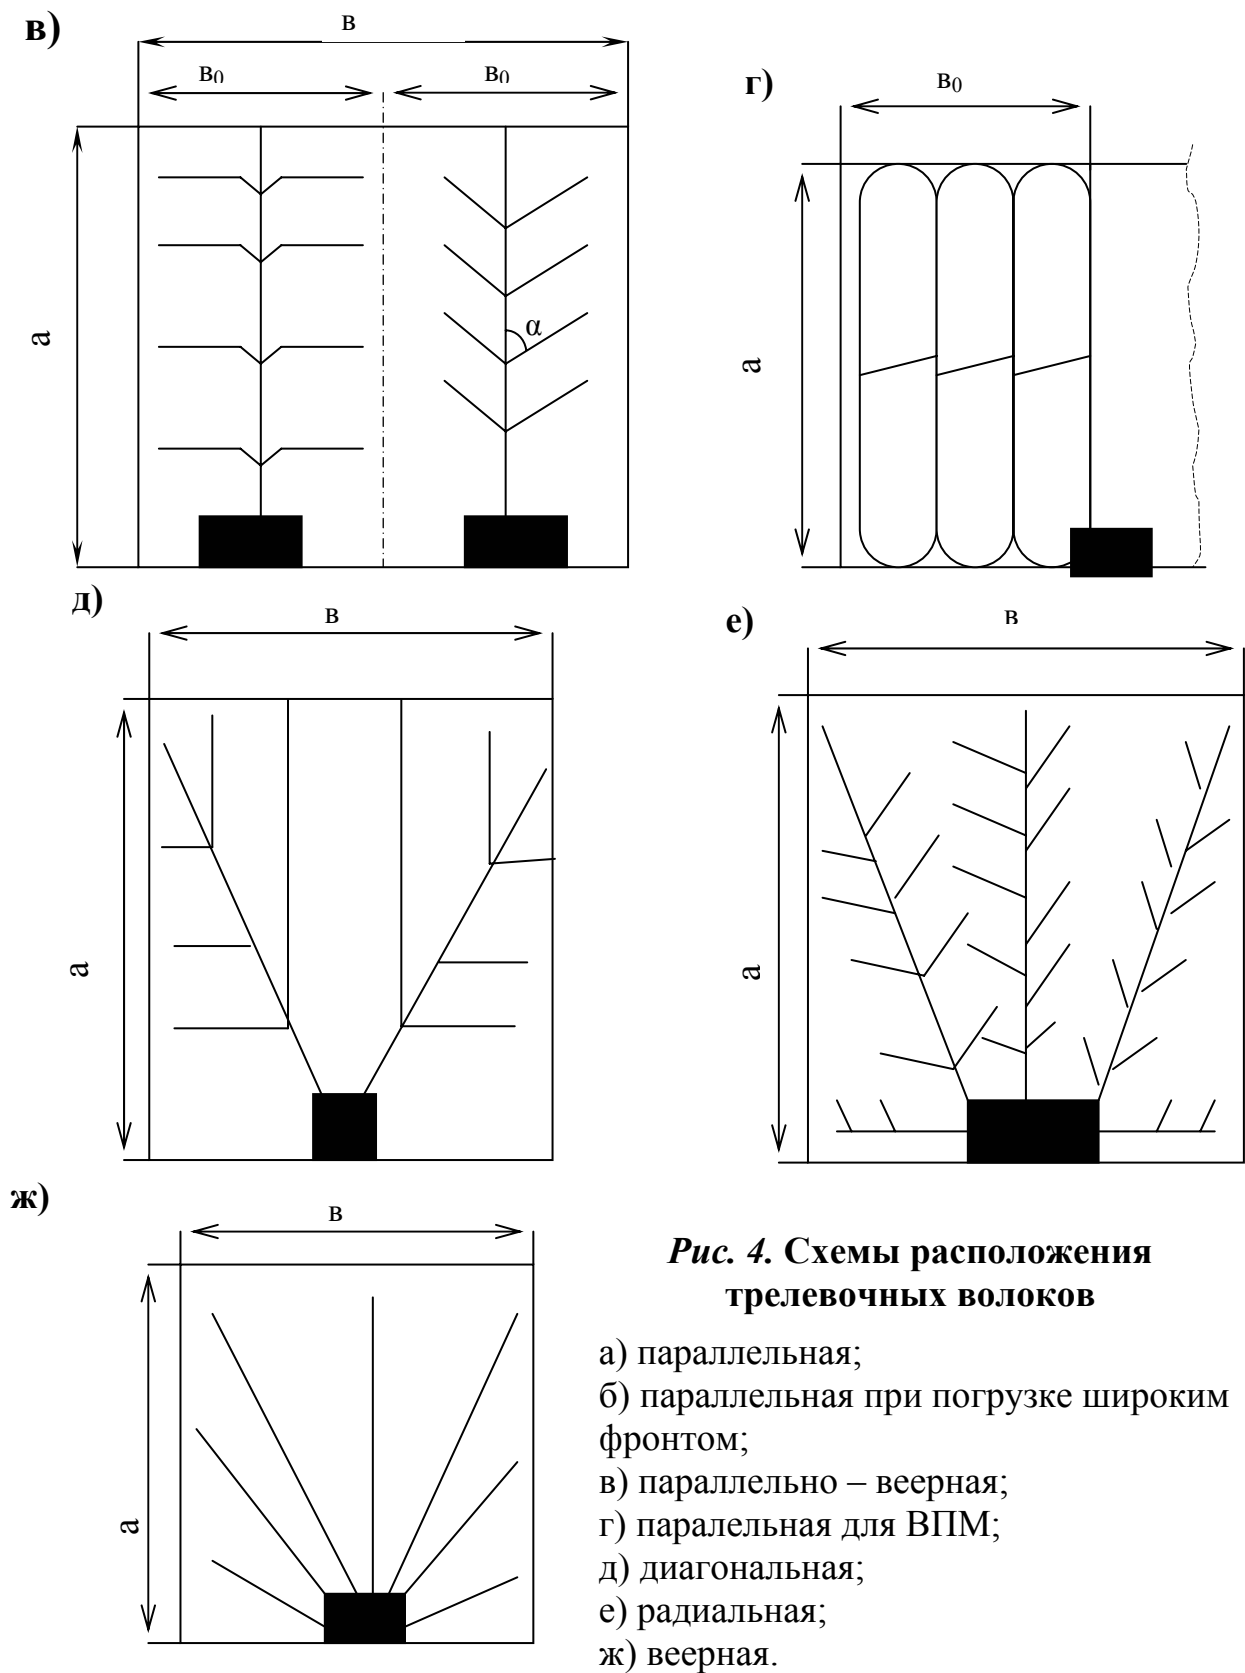 в)
в
в₀
в₀
а
α
г)
в₀
а
д)
в
а
е)
в
а
ж)
в
а
Рис. 4. Схемы расположения
трелевочных волоков
а) параллельная;
б) параллельная при погрузке широким
фронтом;
в) параллельно – веерная;
г) паралельная для ВПМ;
д) диагональная;
е) радиальная;
ж) веерная.